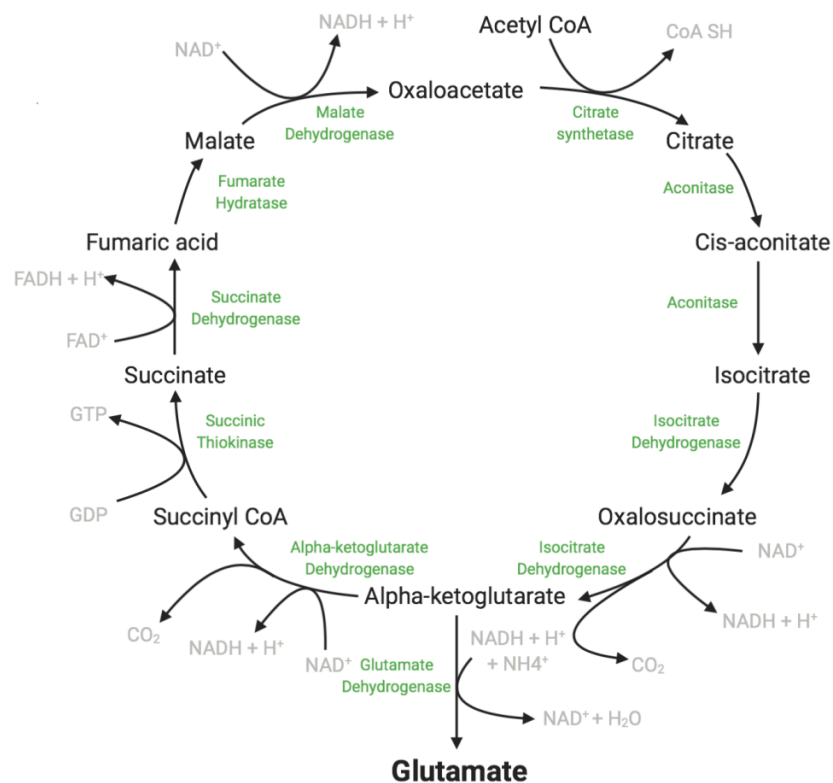 NADH + H⁺
Acetyl CoA
CoA SH
NAD⁺
Oxaloacetate
Malate
Dehydrogenase
Citrate
synthetase
Malate
Citrate
Fumarate
Hydratase
Aconitase
Fumaric acid
Cis-aconitate
FADH + H⁺
Succinate
Dehydrogenase
Aconitase
FAD⁺
Succinate
Isocitrate
GTP
Succinic
Thiokinase
Isocitrate
Dehydrogenase
GDP
Succinyl CoA
Oxalosuccinate
Alpha-ketoglutarate
Dehydrogenase
Isocitrate
Dehydrogenase
NAD⁺
Alpha-ketoglutarate
CO₂
NADH + H⁺
NAD⁺
Glutamate
Dehydrogenase
NADH + H⁺
+ NH4⁺
CO₂
NADH + H⁺
NAD⁺ + H₂O
Glutamate